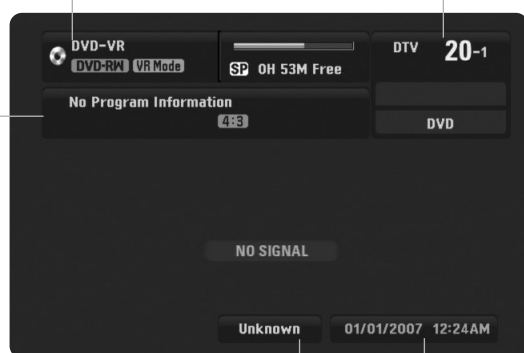 DVD-VR
DVD-RW VR Mode
SP 0H 53M Free
DTV 20-1
No Program Information
4:3
DVD
NO SIGNAL
Unknown 01/01/2007 12:24AM